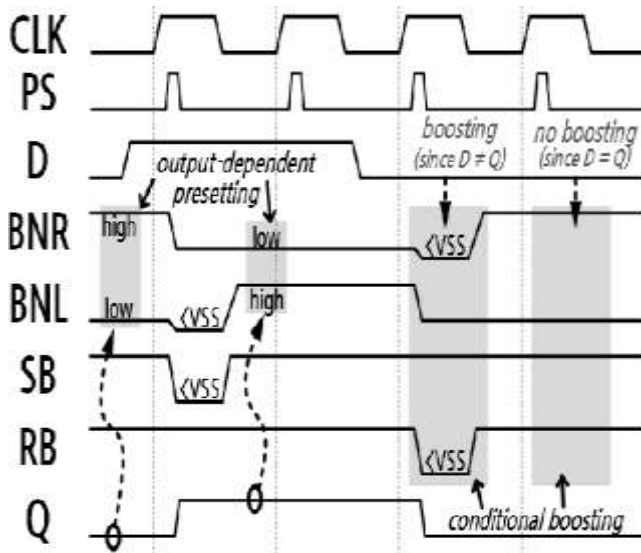 CLK
PS
D
boosting
(since D ≠ Q)
no boosting
(since D = Q)
output-dependent
presetting
BNR
high
low
<VSS
BNL
low
<VSS
high
SB
<VSS
RB
<VSS
Q
conditional boosting